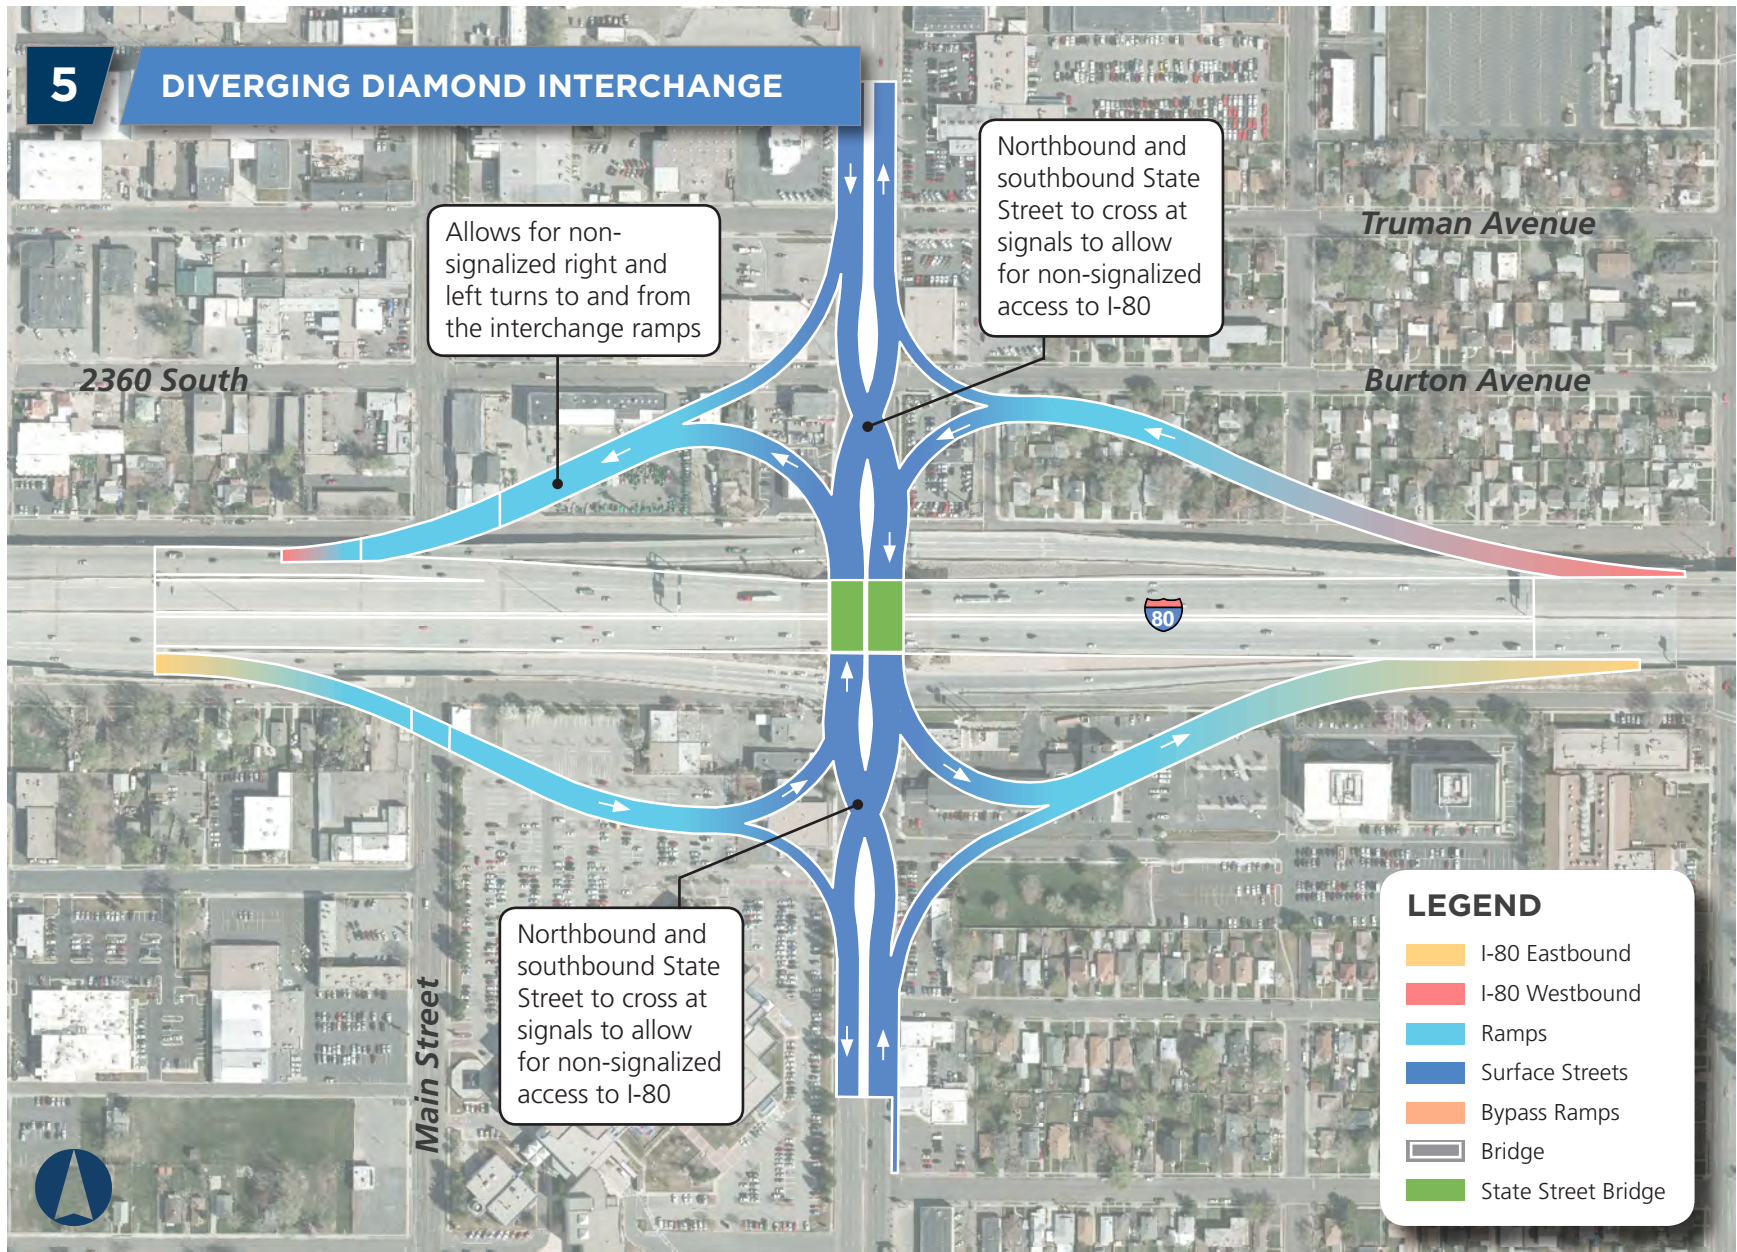 5
DIVERGING DIAMOND INTERCHANGE
Northbound and
southbound State
Street to cross at
signals to allow
for non-signalized
access to I-80
Allows for non-
signalized right and
left turns to and from
the interchange ramps
Truman Avenue
2360 South
Burton Avenue
80
Northbound and
southbound State
Street to cross at
signals to allow
for non-signalized
access to I-80
Main Street
LEGEND
I-80 Eastbound
I-80 Westbound
Ramps
Surface Streets
Bypass Ramps
Bridge
State Street Bridge